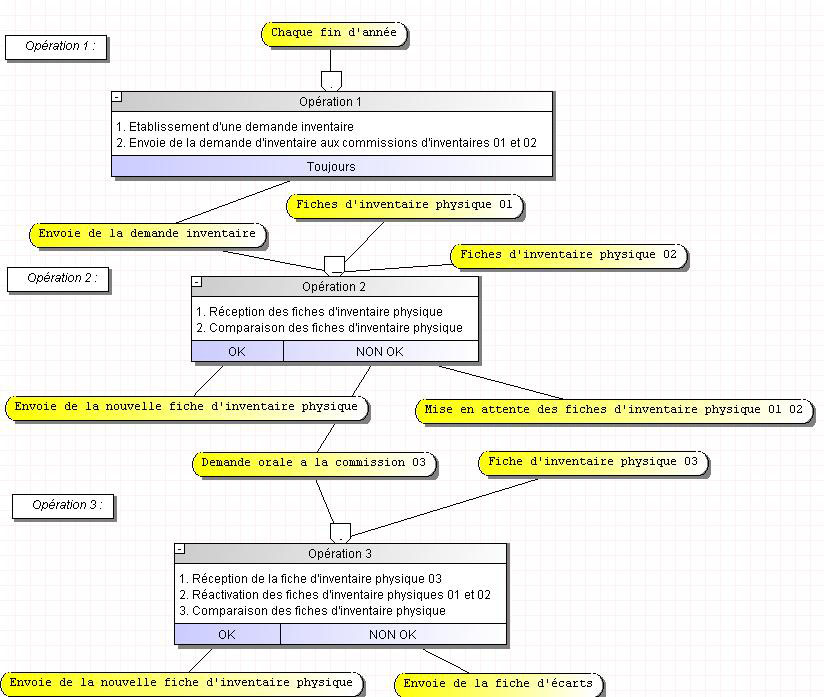 Chaque fin d'année
Opération 1 :
Opération 1
1. Etablissement d'une demande inventaire
2. Envoie de la demande d'inventaire aux commissions d'inventaires 01 et 02
Toujours
Fiches d'inventaire physique 01
Envoie de la demande inventaire
Fiches d'inventaire physique 02
Opération 2 :
Opération 2
1. Réception des fiches d'inventaire physique
2. Comparaison des fiches d'inventaire physique
OK NON OK
Envoie de la nouvelle fiche d'inventaire physique
Mise en attente des fiches d'inventaire physique 01 02
Demande orale a la commission 03
Fiche d'inventaire physique 03
Opération 3 :
Opération 3
1. Réception de la fiche d'inventaire physique 03
2. Réactivation des fiches d'inventaire physiques 01 et 02
3. Comparaison des fiches d'inventaire physique
OK NON OK
Envoie de la nouvelle fiche d'inventaire physique
Envoie de la fiche d'écarts